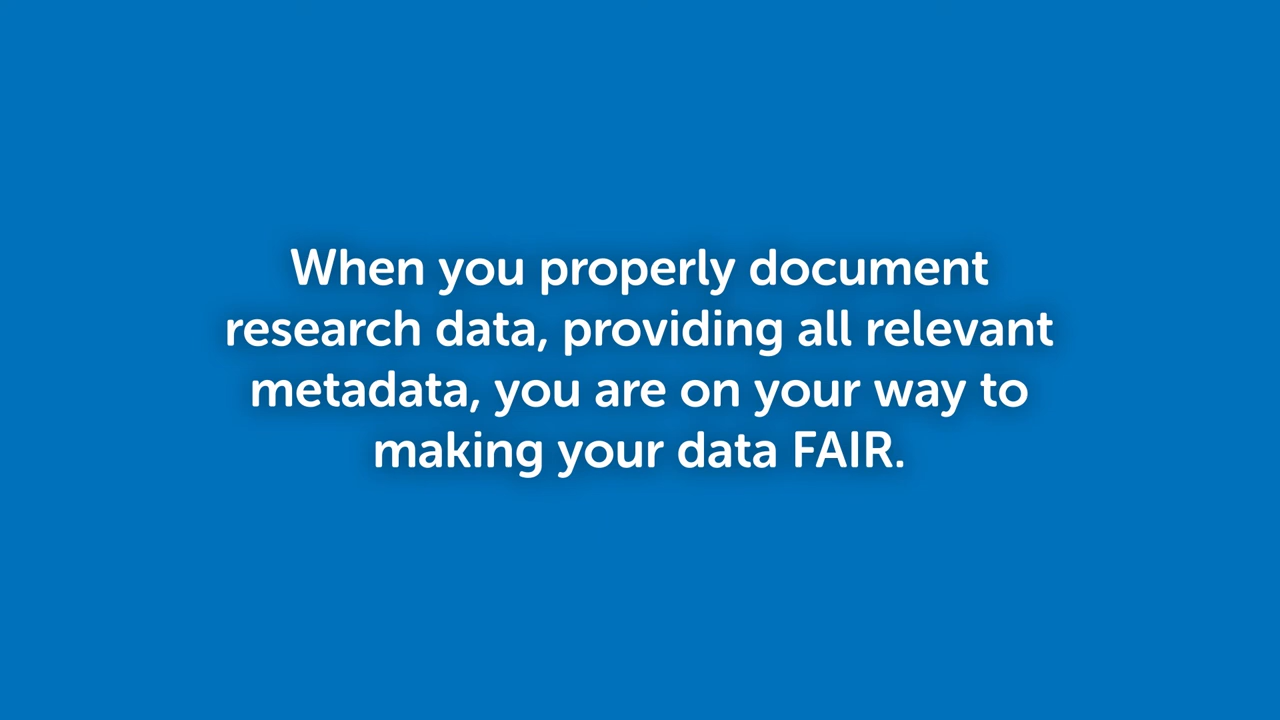 When you properly document
research data, providing all relevant
metadata, you are on your way to
making your data FAIR.